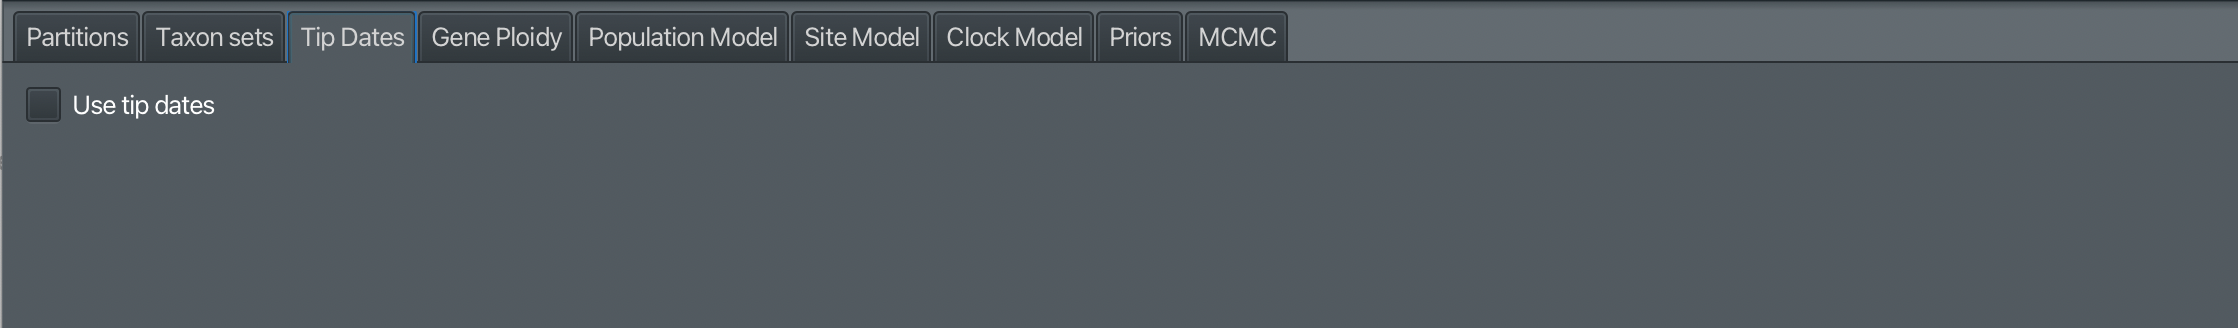 Partitions Taxon sets Tip Dates Gene Ploidy Population Model Site Model Clock Model Priors MCMC
Use tip dates